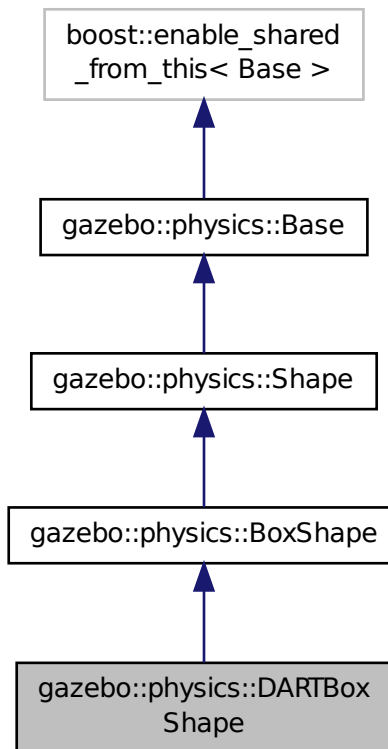 boost::enable_shared
_from_this< Base >
gazebo::physics::Base
gazebo::physics::Shape
gazebo::physics::BoxShape
gazebo::physics::DARTBox
Shape